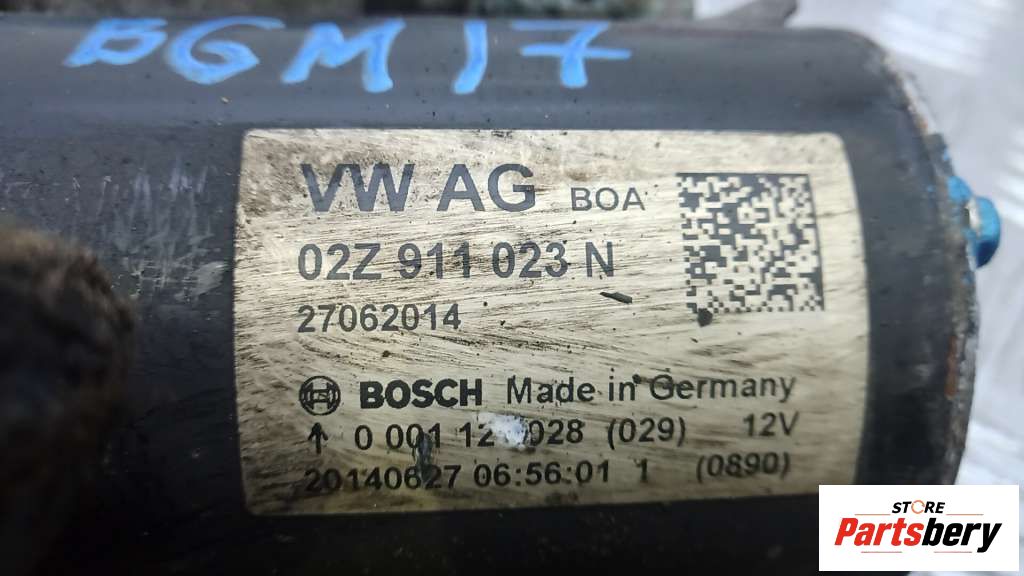 BGM 17
VW AG BOA
02Z 911 023 N
27062014
BOSCH Made in Germany
0 001 028 (029) 12V
20140627 06:56:01 1 (0890)
STORE
Partsbery